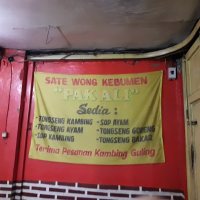 SATE WONG KEBUMEN
"PAK ALI"
Sedia :
- TONGSENG KAMBING - SOP AYAM
- TONGSENG AYAM - TONGSENG GORENG
- SOP KAMBING - TONGSENG BAKAR
Terima Pesanan Kambing Guling